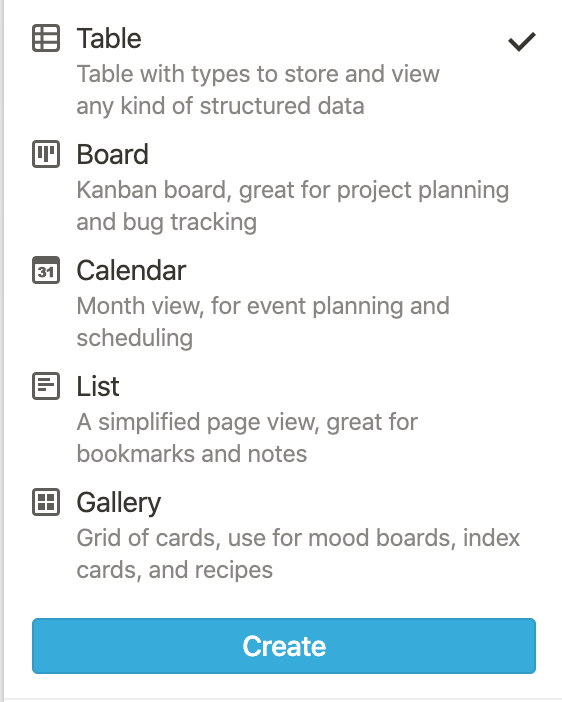 Table
Table with types to store and view
any kind of structured data
Board
Kanban board, great for project planning
and bug tracking
31
Calendar
Month view, for event planning and
scheduling
List
A simplified page view, great for
bookmarks and notes
Gallery
Grid of cards, use for mood boards, index
cards, and recipes
Create